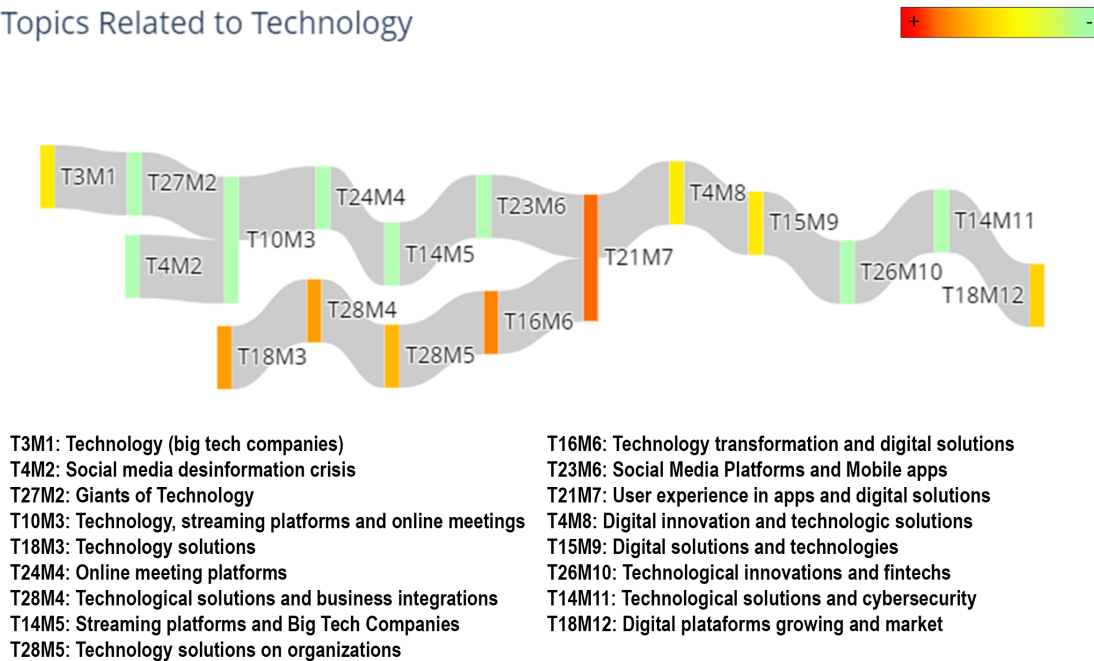 Topics Related to Technology
+
-
T3M1
T27M2
T4M2
T10M3
T24M4
T14M5
T23M6
T18M3
T28M4
T28M5
T16M6
T21M7
T4M8
T15M9
T26M10
T14M11
T18M12
T3M1: Technology (big tech companies)
T4M2: Social media desinformation crisis
T27M2: Giants of Technology
T10M3: Technology, streaming platforms and online meetings
T18M3: Technology solutions
T24M4: Online meeting platforms
T28M4: Technological solutions and business integrations
T14M5: Streaming platforms and Big Tech Companies
T28M5: Technology solutions on organizations
T16M6: Technology transformation and digital solutions
T23M6: Social Media Platforms and Mobile apps
T21M7: User experience in apps and digital solutions
T4M8: Digital innovation and technologic solutions
T15M9: Digital solutions and technologies
T26M10: Technological innovations and fintechs
T14M11: Technological solutions and cybersecurity
T18M12: Digital plataforms growing and market